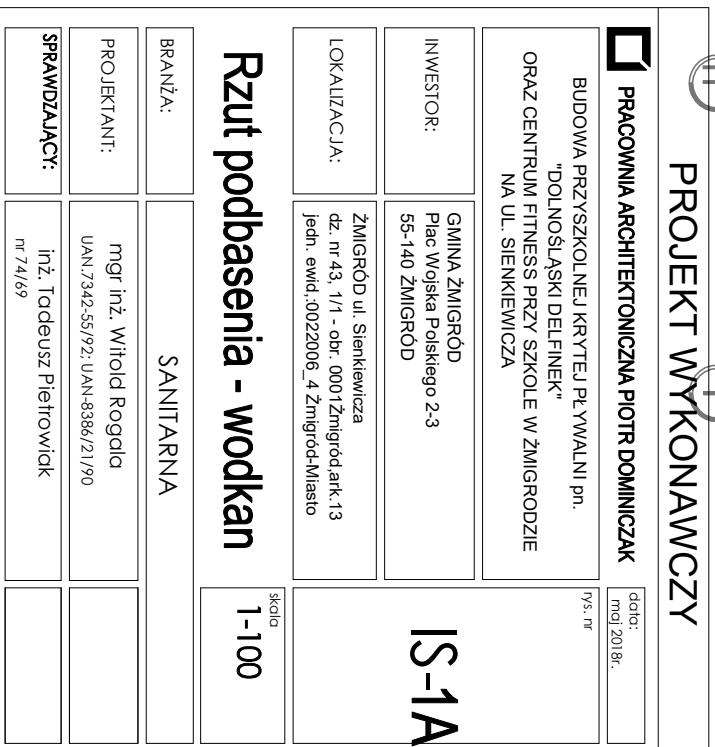 PROJEKT WYKONAWCZY
PRACOWNIA ARCHITEKTONICZNA PIOTR DOMINICZAK
data:
maj 2018r.
BUDOWA PRZYSZKOLNEJ KRYTEJ PŁYWALNI pn.
"DOLNOŚLĄSKI DELFINEK"
ORAZ CENTRUM FITNESS PRZY SZKOLE W ŻMIGRODZIE
NA UL. SIENKIEWICZA
rys. nr
IS-1A
INWESTOR:
GMINA ŻMIGRÓD
Plac Wojska Polskiego 2-3
55-140 ŻMIGRÓD
LOKALIZACJA:
ŻMIGRÓD ul. Sienkiewicza
dz. nr 43, 1/1 - obr. 0001Żmigród,ark.13
jedn. ewid,:0022006_4 Żmigród-Miasto
Rzut podbasenia - wodkan
skala
1-100
BRANŻA:
SANITARNA
PROJEKTANT:
mgr inż. Witold Rogala
UAN.7342-55/92; UAN-8386/21/90
SPRAWDZAJĄCY:
inż. Tadeusz Pietrowiak
nr 74/69